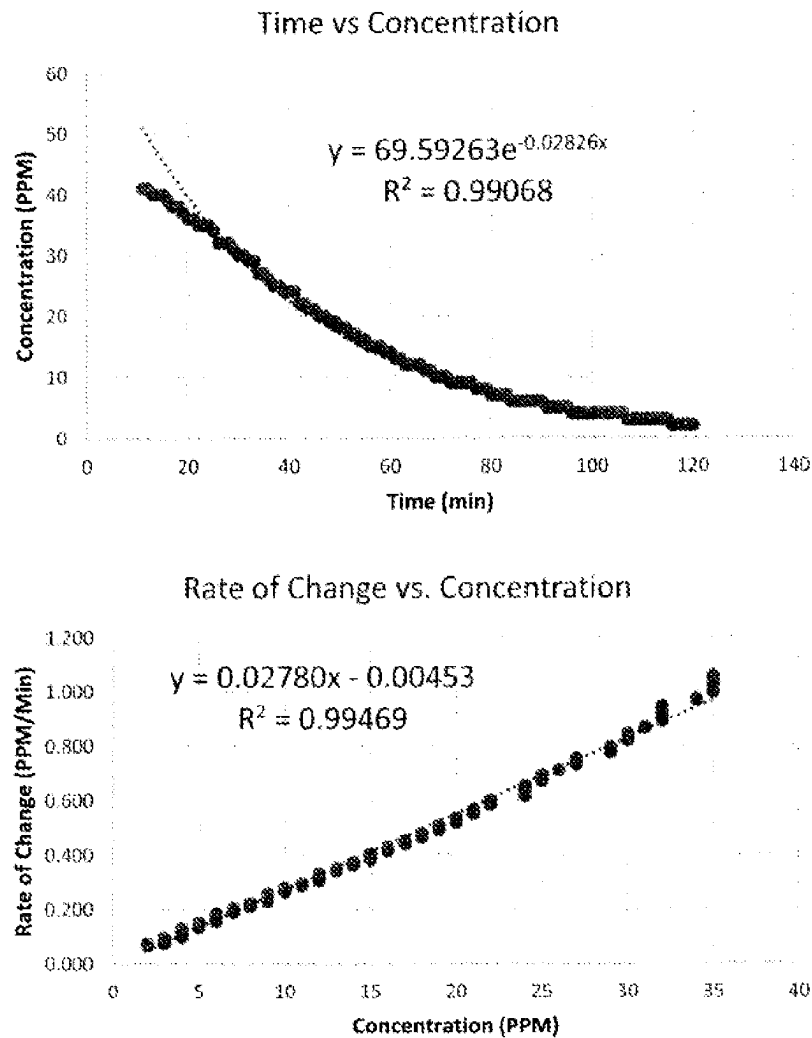 Time vs Concentration
60
50
40
30
20
10
0
Concentration (PPM)
y = 69.59263e^-0.02826x
R² = 0.99068
0 20 40 60 80 100 120 140
Time (min)
Rate of Change vs. Concentration
1.200
1.000
0.800
0.600
0.400
0.200
0.000
Rate of Change (PPM/Min)
y = 0.02780x - 0.00453
R² = 0.99469
0 5 10 15 20 25 30 35 40
Concentration (PPM)